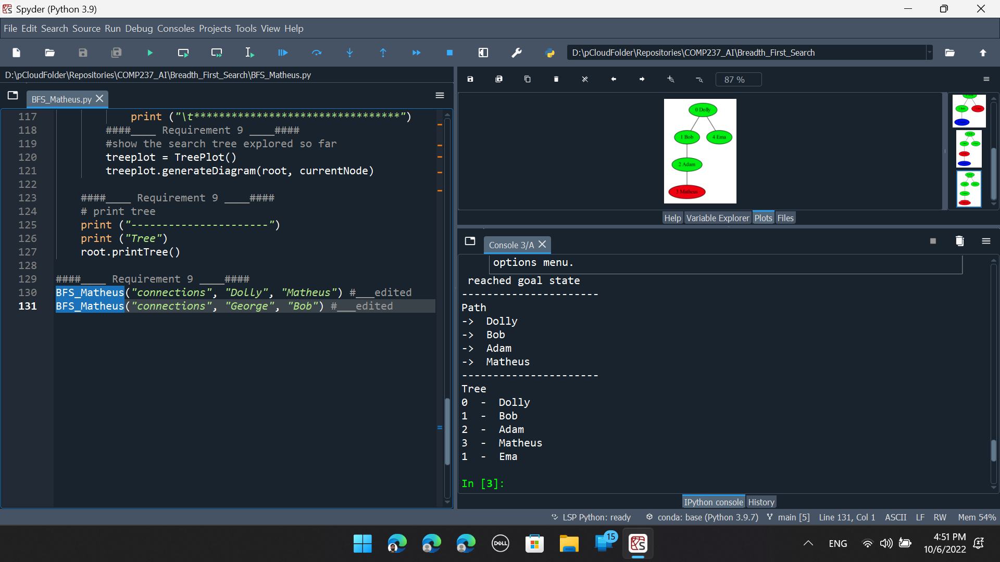 Spyder (Python 3.9)
File Edit Search Source Run Debug Consoles Projects Tools View Help
D:\pCloudFolder\Repositories\COMP237_AI\Breadth_First_Search
D:\pCloudFolder\Repositories\COMP237_AI\Breadth_First_Search\BFS_Matheus.py
BFS_Matheus.py
117 print ("\t*********************************")
118 ####____ Requirement 9 ____####
119 #show the search tree explored so far
120 treeplot = TreePlot()
121 treeplot.generateDiagram(root, currentNode)
122
123 ####____ Requirement 9 ____####
124 # print tree
125 print ("----------------------")
126 print ("Tree")
127 root.printTree()
128
129 ####____ Requirement 9 ____####
130 BFS_Matheus("connections", "Dolly", "Matheus") #___edited
131 BFS_Matheus("connections", "George", "Bob") #___edited
87 %
0 Dolly
1 Bob 4 Ema
2 Adam
3 Matheus
Help Variable Explorer Plots Files
Console 3/A
options menu.
reached goal state
----------------------
Path
-> Dolly
-> Bob
-> Adam
-> Matheus
----------------------
Tree
0 - Dolly
1 - Bob
2 - Adam
3 - Matheus
1 - Ema
In [3]:
IPython console History
LSP Python: ready conda: base (Python 3.9.7) main [5] Line 131, Col 1 ASCII LF RW Mem 54%
DELL
15
ENG
4:51 PM
10/6/2022